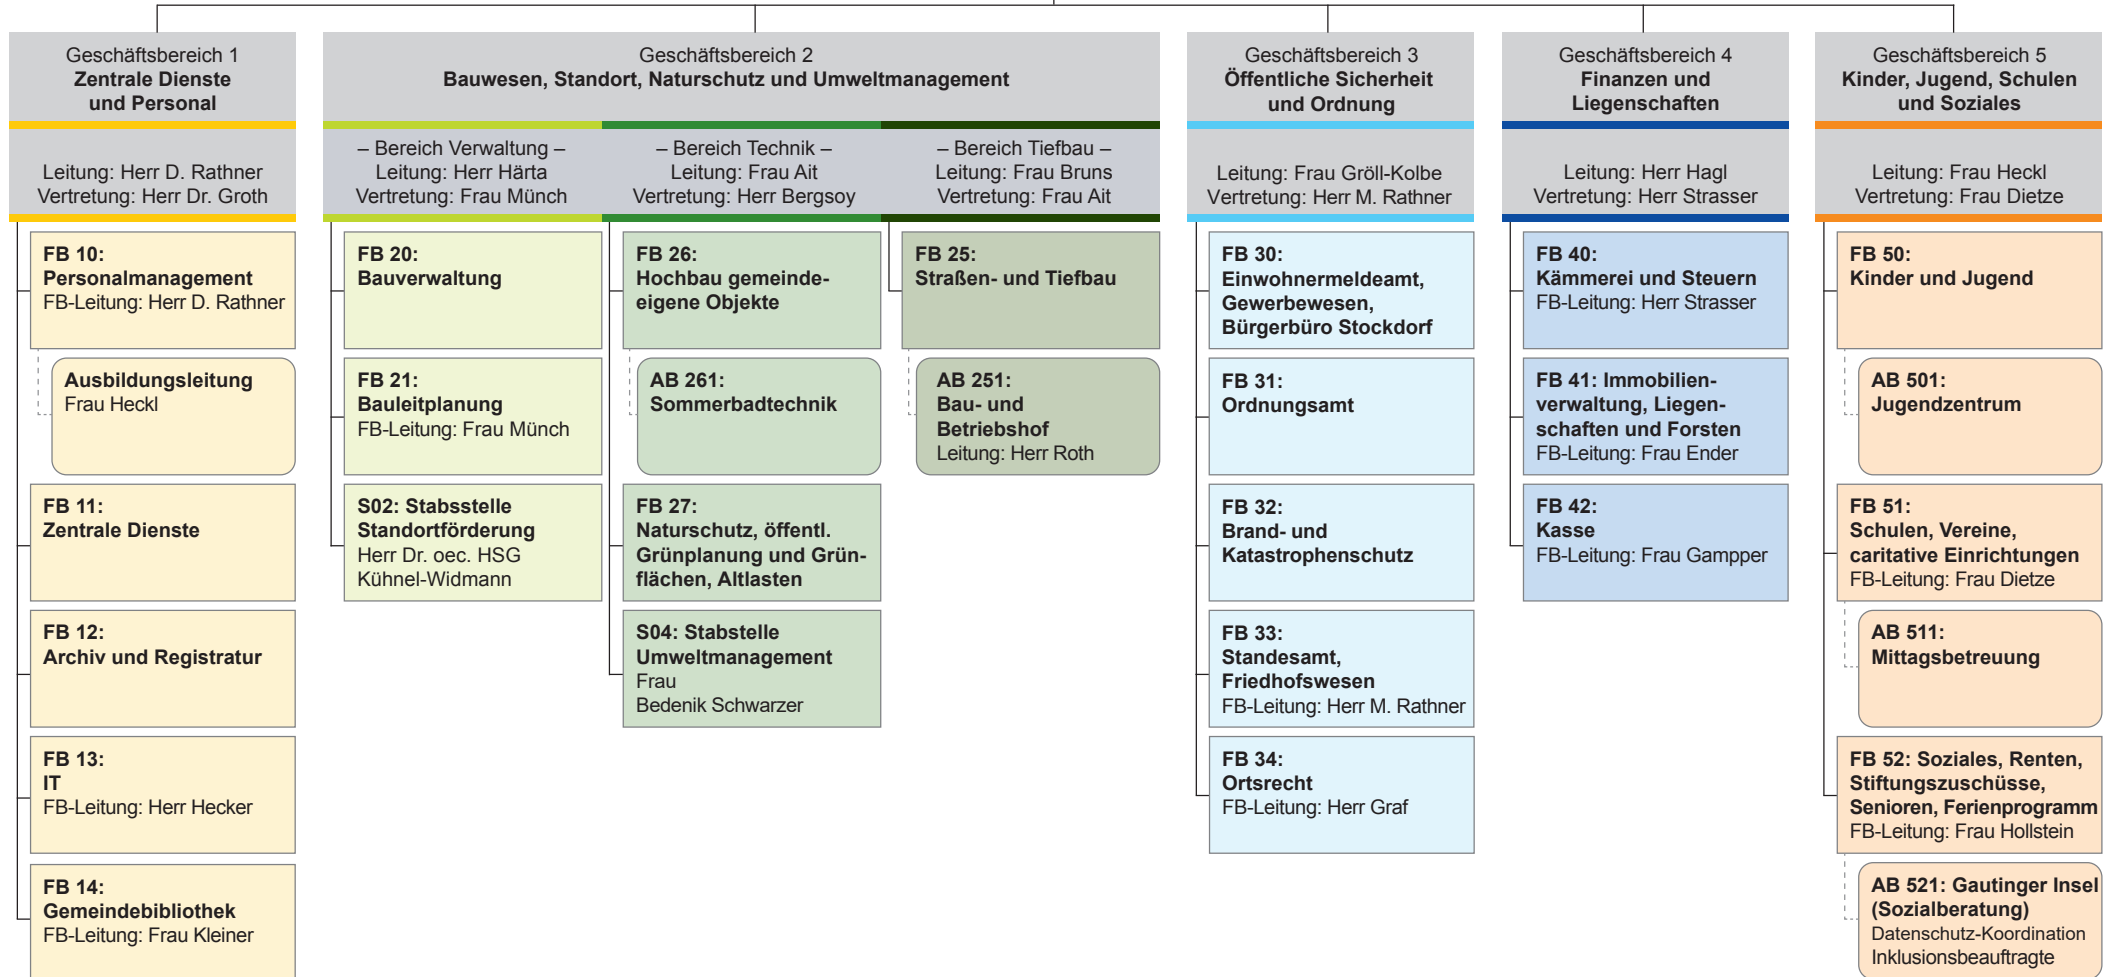 Geschäftsbereich 1
Zentrale Dienste
und Personal
Leitung: Herr D. Rathner
Vertretung: Herr Dr. Groth
FB 10:
Personalmanagement
FB-Leitung: Herr D. Rathner
Ausbildungsleitung
Frau Heckl
FB 11:
Zentrale Dienste
FB 12:
Archiv und Registratur
FB 13:
IT
FB-Leitung: Herr Hecker
FB 14:
Gemeindebibliothek
FB-Leitung: Frau Kleiner
Geschäftsbereich 2
Bauwesen, Standort, Naturschutz und Umweltmanagement
– Bereich Verwaltung –
Leitung: Herr Härta
Vertretung: Frau Münch
FB 20:
Bauverwaltung
FB 21:
Bauleitplanung
FB-Leitung: Frau Münch
S02: Stabsstelle
Standortförderung
Herr Dr. oec. HSG
Kühnel-Widmann
– Bereich Technik –
Leitung: Frau Ait
Vertretung: Herr Bergsoy
FB 26:
Hochbau gemeinde-
eigene Objekte
AB 261:
Sommerbadtechnik
FB 27:
Naturschutz, öffentl.
Grünplanung und Grün-
flächen, Altlasten
S04: Stabstelle
Umweltmanagement
Frau
Bedenik Schwarzer
– Bereich Tiefbau –
Leitung: Frau Bruns
Vertretung: Frau Ait
FB 25:
Straßen- und Tiefbau
AB 251:
Bau- und
Betriebshof
Leitung: Herr Roth
Geschäftsbereich 3
Öffentliche Sicherheit
und Ordnung
Leitung: Frau Gröll-Kolbe
Vertretung: Herr M. Rathner
FB 30:
Einwohnermeldeamt,
Gewerbewesen,
Bürgerbüro Stockdorf
FB 31:
Ordnungsamt
FB 32:
Brand- und
Katastrophenschutz
FB 33:
Standesamt,
Friedhofswesen
FB-Leitung: Herr M. Rathner
FB 34:
Ortsrecht
FB-Leitung: Herr Graf
Geschäftsbereich 4
Finanzen und
Liegenschaften
Leitung: Herr Hagl
Vertretung: Herr Strasser
FB 40:
Kämmerei und Steuern
FB-Leitung: Herr Strasser
FB 41: Immobilien-
verwaltung, Liegen-
schaften und Forsten
FB-Leitung: Frau Ender
FB 42:
Kasse
FB-Leitung: Frau Gampper
Geschäftsbereich 5
Kinder, Jugend, Schulen
und Soziales
Leitung: Frau Heckl
Vertretung: Frau Dietze
FB 50:
Kinder und Jugend
AB 501:
Jugendzentrum
FB 51:
Schulen, Vereine,
caritative Einrichtungen
FB-Leitung: Frau Dietze
AB 511:
Mittagsbetreuung
FB 52: Soziales, Renten,
Stiftungszuschüsse,
Senioren, Ferienprogramm
FB-Leitung: Frau Hollstein
AB 521: Gautinger Insel
(Sozialberatung)
Datenschutz-Koordination
Inklusionsbeauftragte